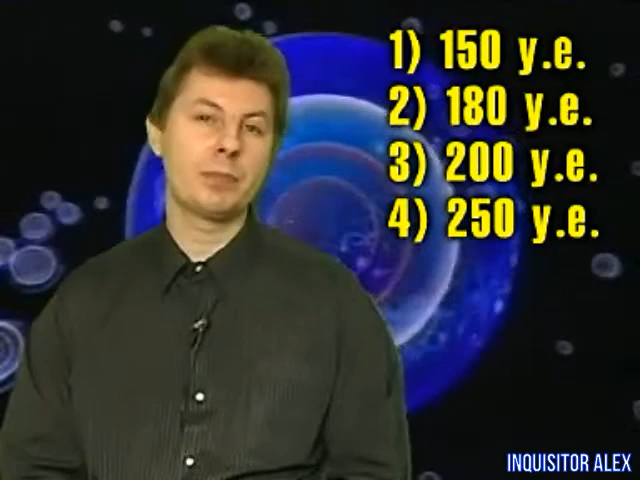 1) 150 у.е.
2) 180 у.е.
3) 200 у.е.
4) 250 у.е.
INQUISITOR ALEX